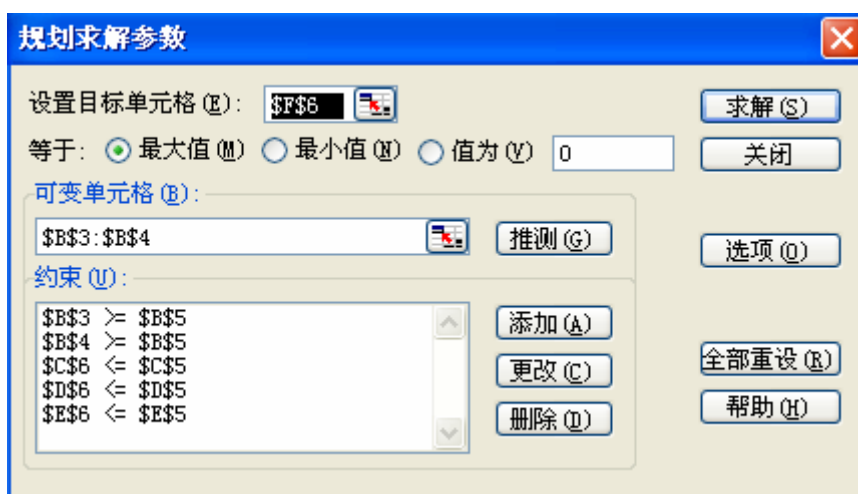 规划求解参数
设置目标单元格(E): $F$6 求解(S)
等于: 最大值(M) 最小值(N) 值为(V) 0 关闭
可变单元格(B):
$B$3:$B$4 推测(G) 选项(O)
约束(U):
$B$3 >= $B$5 添加(A)
$B$4 >= $B$5
$C$6 <= $C$5 更改(C) 全部重设(R)
$D$6 <= $D$5
$E$6 <= $E$5 删除(D) 帮助(H)